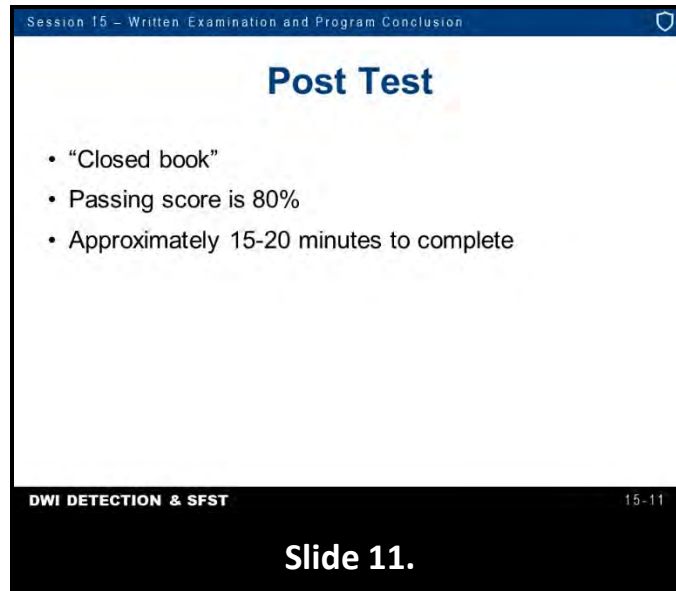 Session 15 – Written Examination and Program Conclusion
Post Test
• “Closed book”
• Passing score is 80%
• Approximately 15-20 minutes to complete
DWI DETECTION & SFST 15-11
Slide 11.